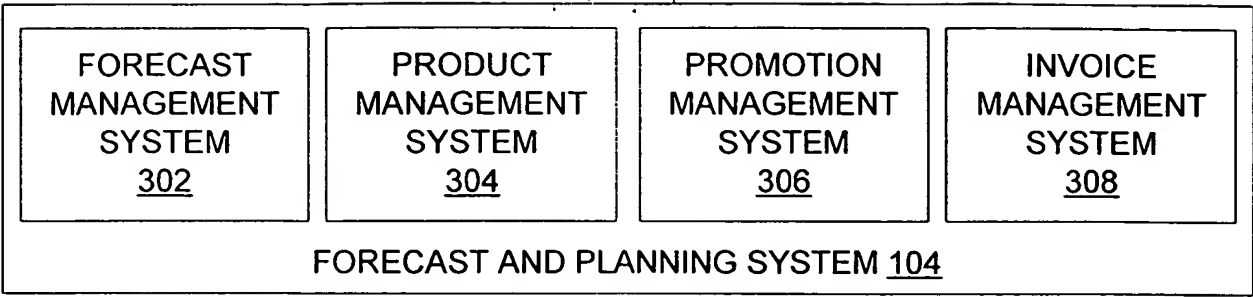 FORECAST
MANAGEMENT
SYSTEM
302
PRODUCT
MANAGEMENT
SYSTEM
304
PROMOTION
MANAGEMENT
SYSTEM
306
INVOICE
MANAGEMENT
SYSTEM
308
FORECAST AND PLANNING SYSTEM 104